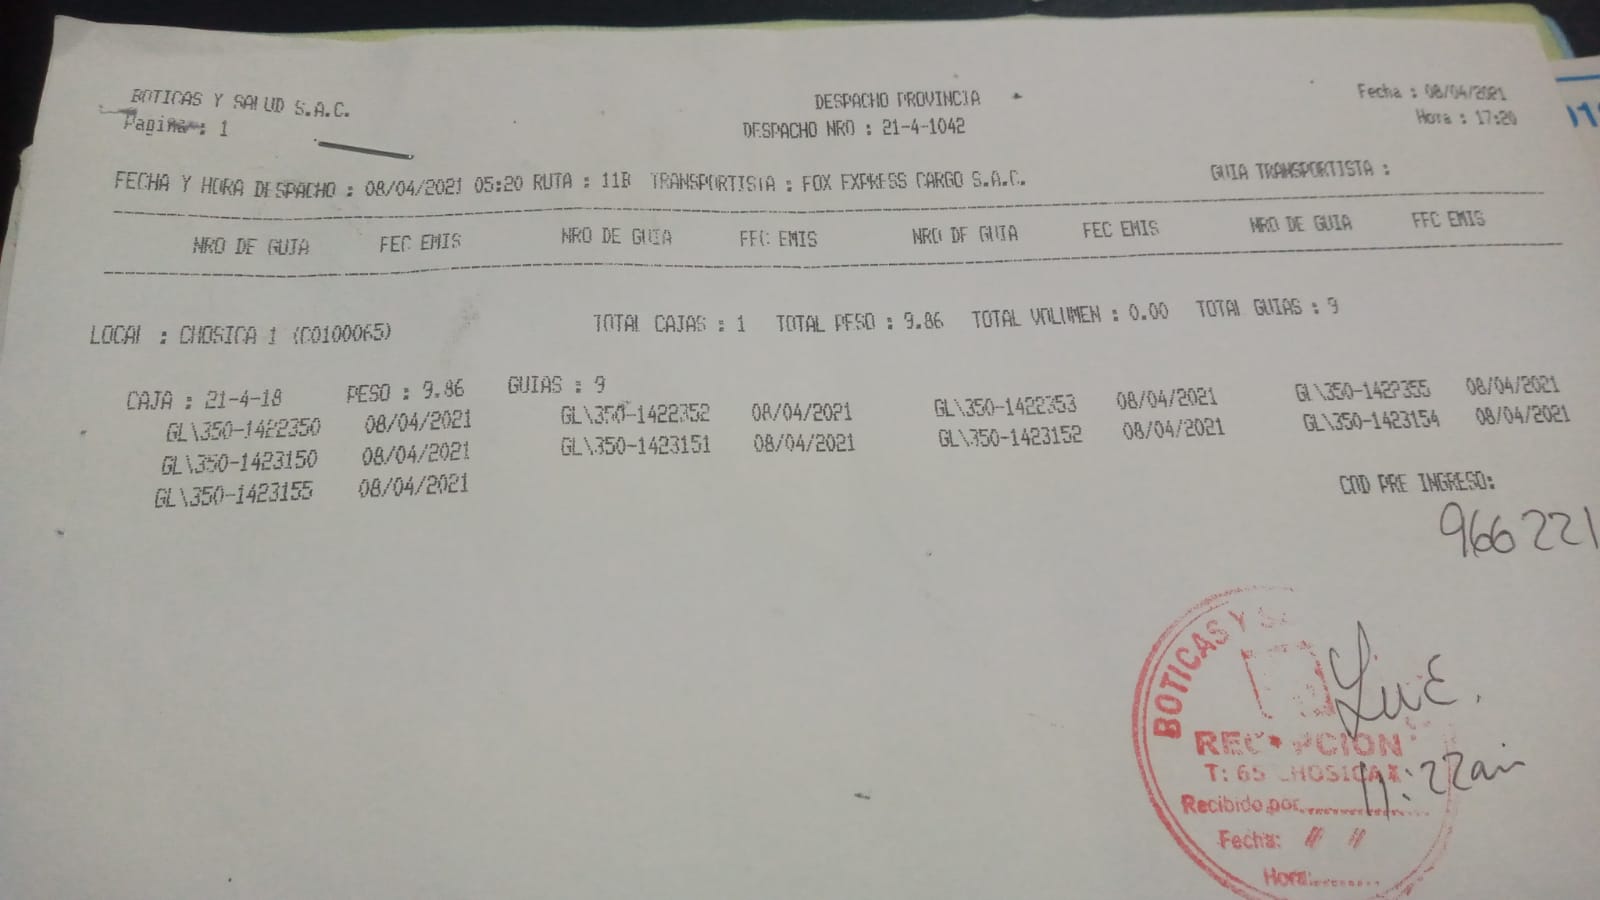 BOTICAS Y SALUD S.A.C. DESPACHO PROVINCIA Fecha : 08/04/2021
Pagina : 1 DESPACHO NRO : 21-4-1042 Hora : 17:20
FECHA Y HORA DESPACHO : 08/04/2021 05:20 RUTA : 11B TRANSPORTISTA : FOX EXPRESS CARGO S.A.C. GUIA TRANSPORTISTA :
NRO DE GUIA FEC EMIS NRO DE GUIA FEC EMIS NRO DE GUIA FEC EMIS NRO DE GUIA FEC EMIS
LOCAL : CHOSICA 1 (C0100065) TOTAL CAJAS : 1 TOTAL PESO : 9.86 TOTAL VOLUMEN : 0.00 TOTAL GUIAS : 9
CAJA : 21-4-18 PESO : 9.86 GUIAS : 9
GL\350-1422350 08/04/2021 GL\350-1422352 08/04/2021 GL\350-1422353 08/04/2021 GL\350-1422355 08/04/2021
GL\350-1423150 08/04/2021 GL\350-1423151 08/04/2021 GL\350-1423152 08/04/2021 GL\350-1423154 08/04/2021
GL\350-1423155 08/04/2021
COD PRE INGRESO:
966221
BOTICAS Y
RECEPCION
T: 65 CHOSICA
11:22am
Recibido por
Fecha:
Hora: